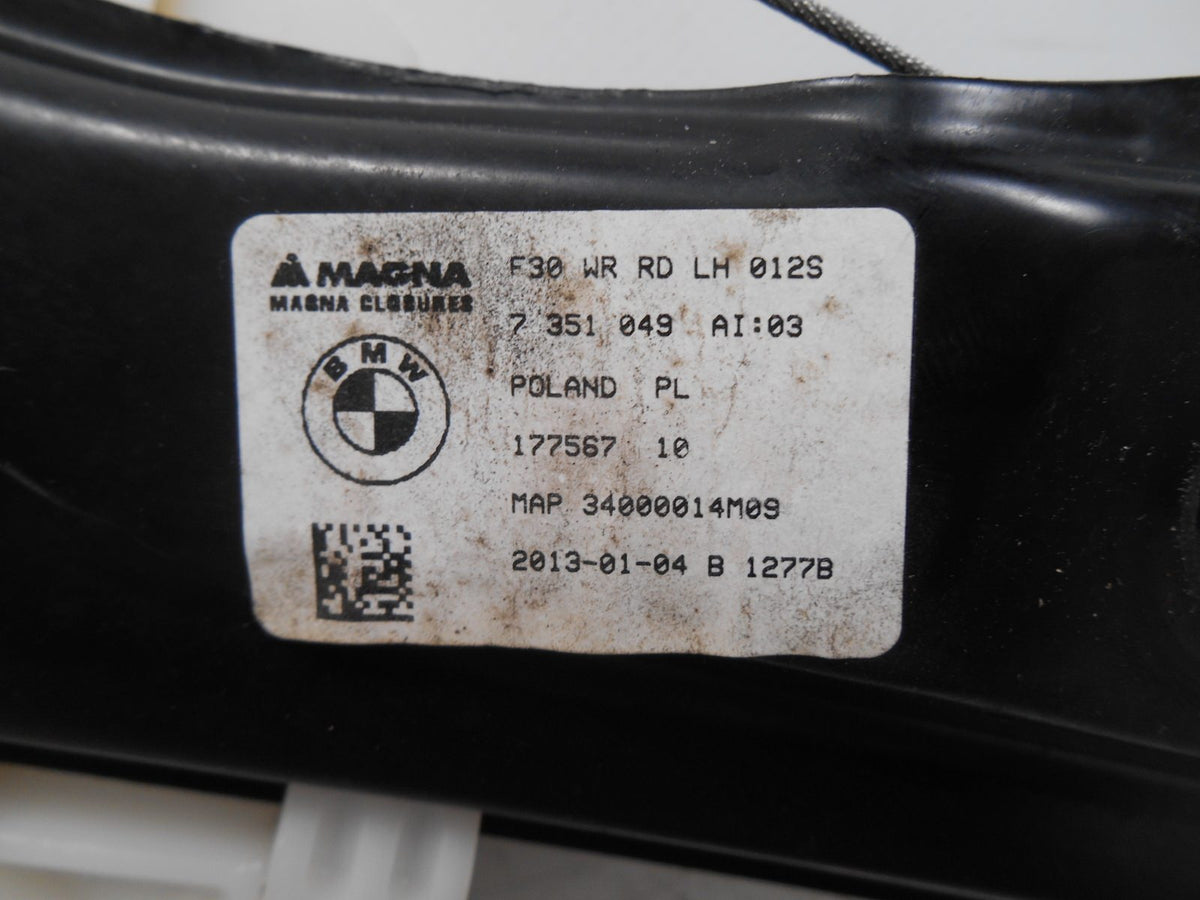 MAGNA
MAGNA CLOSURES
BMW
F30 WR RD LH 012S
7 351 049 AI:03
POLAND PL
177567 10
MAP 34000014M09
2013-01-04 B 1277B